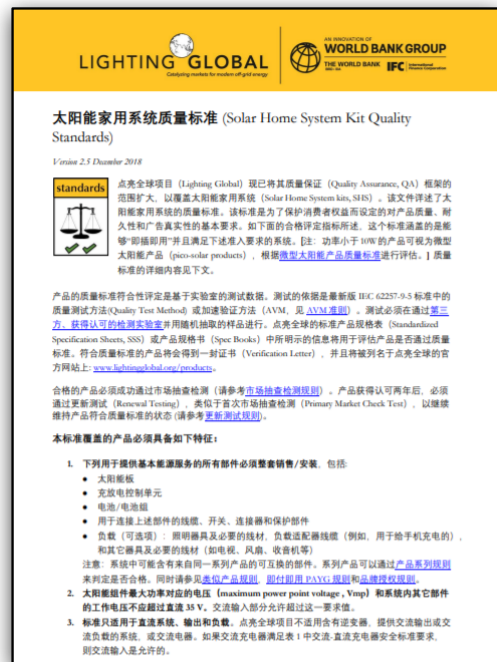 LIGHTING GLOBAL
Catalyzing markets for modern off-grid energy
AN INNOVATION OF
WORLD BANK GROUP
THE WORLD BANK
IBRD • IDA
IFC
International
Finance Corporation
太阳能家用系统质量标准 (Solar Home System Kit Quality
Standards)
Version 2.5 December 2018
standards
点亮全球项目（Lighting Global）现已将其质量保证（Quality Assurance, QA）框架的
范围扩大，以覆盖太阳能家用系统（Solar Home System kits, SHS）。该文件详述了太
阳能家用系统的质量标准。该标准是为了保护消费者权益而设定的对产品质量、耐
久性和广告真实性的基本要求。如下面的合格评定指标所述，这个标准涵盖的是能
够“即插即用”并且满足下述准入要求的系统。[注：功率小于 10W 的产品可视为微型
太阳能产品（pico-solar products），根据微型太阳能产品质量标准进行评估。] 质量
标准的详细内容见下文。
产品的质量标准符合性评定是基于实验室的测试数据。测试的依据是最新版 IEC 62257-9-5 标准中的
质量测试方法(Quality Test Method) 或加速验证方法（AVM、见 AVM 准则）。测试必须在通过第三
方、获得认可的检测实验室并用随机抽取的样品进行。点亮全球的标准产品规格表（Standardized
Specification Sheets, SSS）或产品规格书（Spec Books）中所明示的信息将用于评估产品是否通过质量
标准。符合质量标准的产品将会得到一封证书（Verification Letter），并且将被列名于点亮全球的官
方网站上: www.lightingglobal.org/products。
合格的产品必须成功通过市场抽查检测（请参考市场抽查检测规则）。产品获得认可两年后，必须
通过更新测试（Renewal Testing），类似于首次市场抽查检测（Primary Market Check Test），以继续
维持产品符合质量标准的状态 (请参考更新测试规则)。
本标准覆盖的产品必须具备如下特征：
1. 下列用于提供基本能源服务的所有部件必须整套销售/安装，包括:
• 太阳能板
• 充放电控制单元
• 电池/电池组
• 用于连接上述部件的线缆、开关、连接器和保护部件
• 负载（可选项）：照明器具及必要的线材，负载适配器线缆（例如，用于给手机充电的），
和其它器具及必要的线材（如电视、风扇、收音机等）
注意：系统中可能含有来自同一系列产品的可互换的部件。系列产品可以通过产品系列规则
来判定是否合格。同时请参见类似产品规则，即付即用 PAYG 规则和品牌授权规则。
2. 太阳能组件最大功率对应的电压（maximum power point voltage , Vmp）和系统内其它部件
的工作电压不应超过直流 35 V。交流输入部分允许超过这一要求值。
3. 标准只适用于直流系统、输出和负载。点亮全球项目不适用含有逆变器，提供交流输出或交
流负载的系统，或交流电器。如果交流充电器满足表 1 中交流-直流充电器安全标准要求，
则交流输入是允许的。